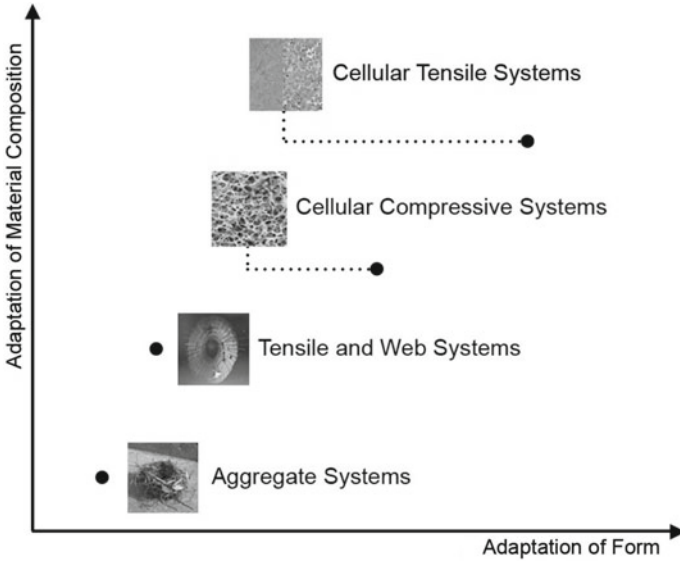 Cellular Tensile Systems
Cellular Compressive Systems
Tensile and Web Systems
Aggregate Systems
Adaptation of Material Composition
Adaptation of Form